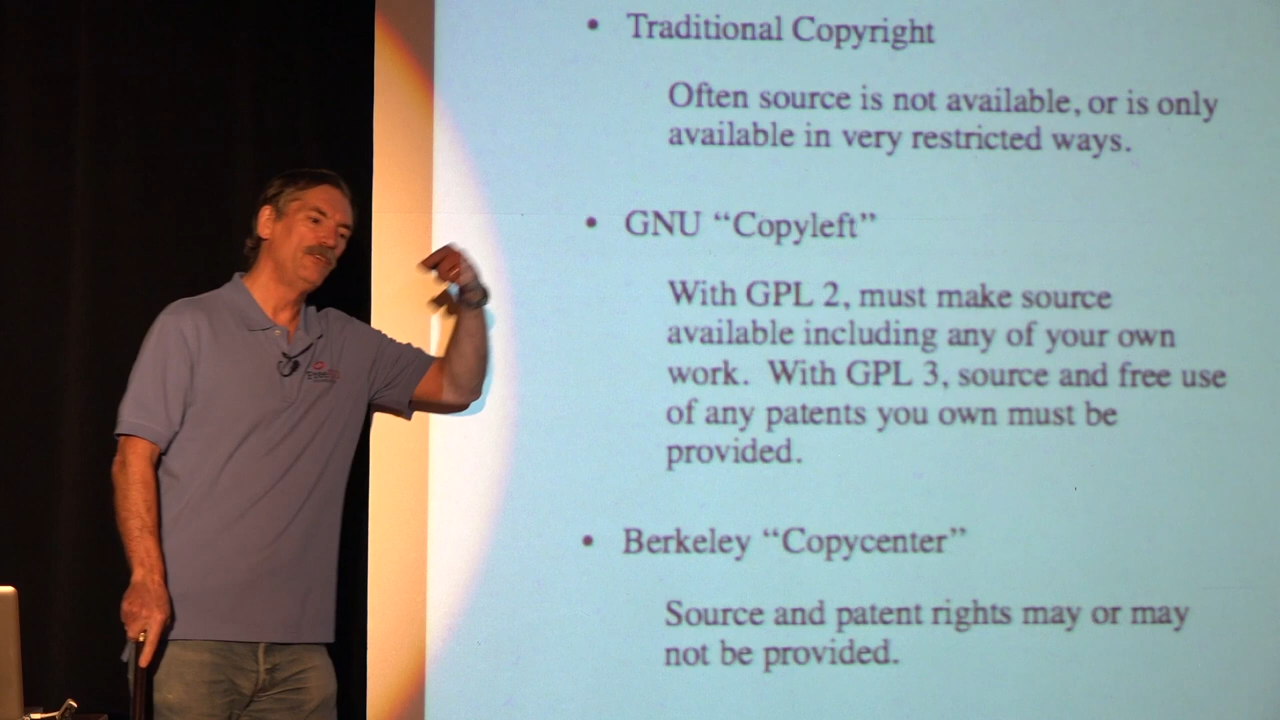 • Traditional Copyright
Often source is not available, or is only
available in very restricted ways.
• GNU “Copyleft”
With GPL 2, must make source
available including any of your own
work. With GPL 3, source and free use
of any patents you own must be
provided.
• Berkeley “Copycenter”
Source and patent rights may or may
not be provided.